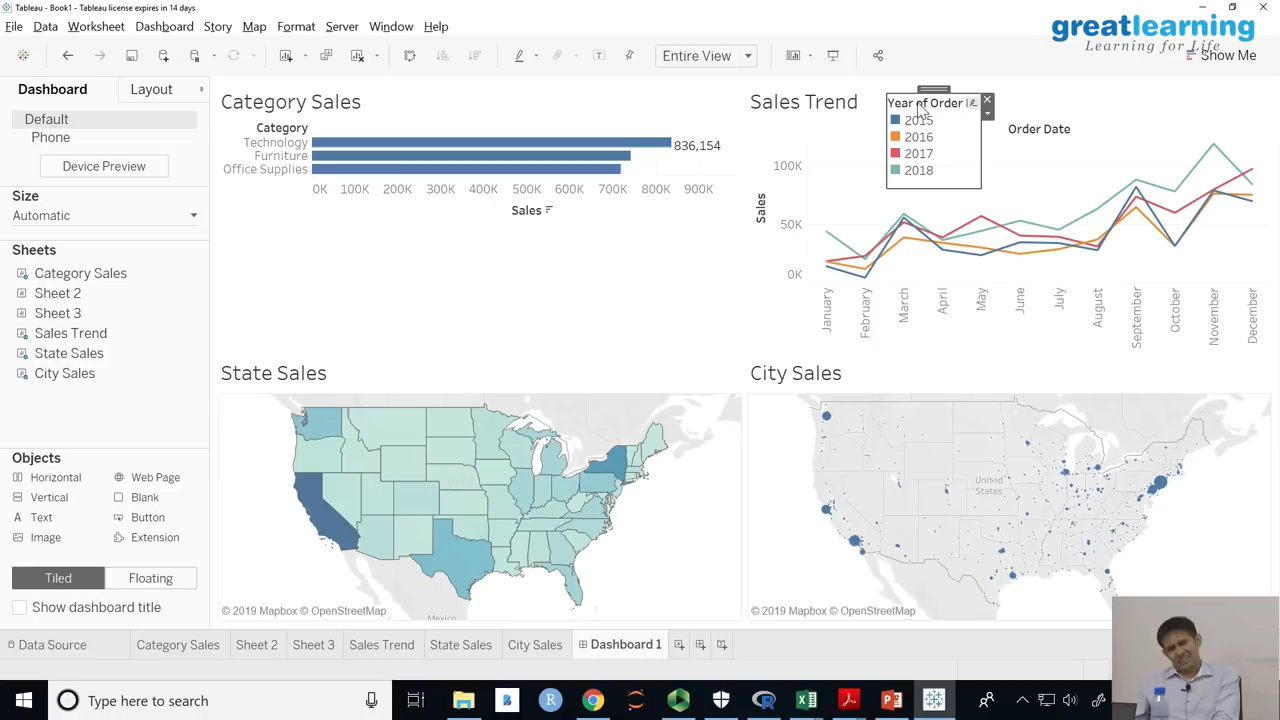 Tableau - Book1 - Tableau license expires in 14 days
File Data Worksheet Dashboard Story Map Format Server Window Help
greatlearning
Learning for Life
Entire View
Show Me
Dashboard
Layout
Default
Phone
Device Preview
Size
Automatic
Sheets
Category Sales
Sheet 2
Sheet 3
Sales Trend
State Sales
City Sales
Objects
Horizontal
Web Page
Vertical
Blank
Text
Button
Image
Extension
Tiled
Floating
Show dashboard title
Category Sales
Category
Technology
836,154
Furniture
Office Supplies
0K 100K 200K 300K 400K 500K 600K 700K 800K 900K
Sales
Sales Trend
Year of Order
2015
2016
2017
2018
Order Date
100K
50K
0K
Sales
January
February
March
April
May
June
July
August
September
October
November
December
State Sales
© 2019 Mapbox © OpenStreetMap
Mexico
City Sales
United
States
© 2019 Mapbox © OpenStreetMap
Data Source
Category Sales
Sheet 2
Sheet 3
Sales Trend
State Sales
City Sales
Dashboard 1
Type here to search